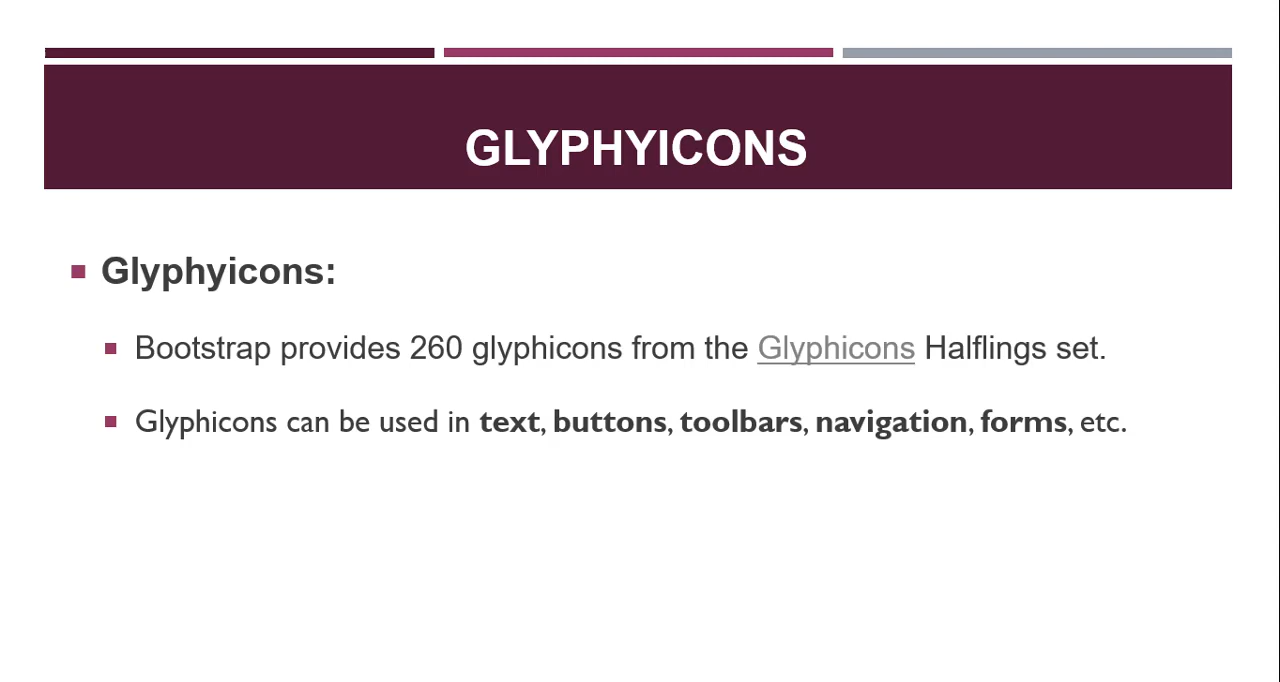 GLYPHYICONS
Glyphyicons:
Bootstrap provides 260 glyphicons from the Glyphicons Halflings set.
Glyphicons can be used in text, buttons, toolbars, navigation, forms, etc.